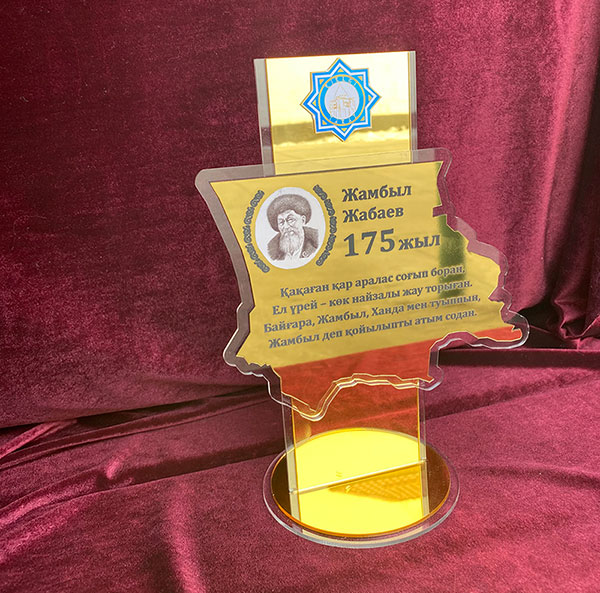 Жамбыл
Жабаев
175 жыл
Қақаған қар аралас соғып боран,
Ел үрей – көк найзалы жау торыған.
Байғара, Жамбыл, Ханда мен туыппын,
Жамбыл деп қойылыпты атым содан.